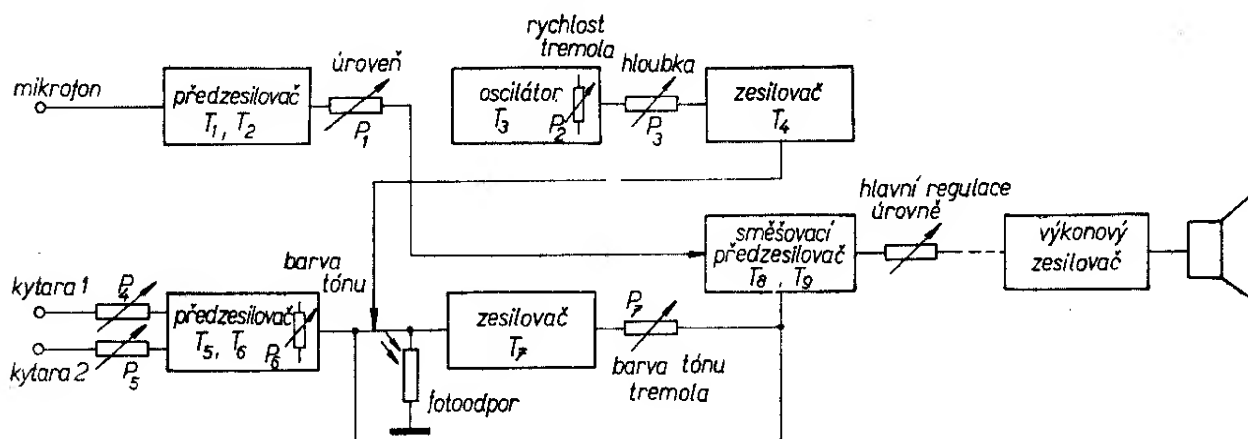 mikrofon
předzesilovač
T1, T2
úroveň
P1
rychlost
tremola
oscilátor
T3
P2
hloubka
P3
zesilovač
T4
kytara 1
P4
kytara 2
P5
předzesilovač
T5, T6
P6
barva
tónu
fotoodpor
zesilovač
T7
P7
barva tónu
tremola
směšovací
předzesilovač
T8, T9
hlavní regulace
úrovně
výkonový
zesilovač